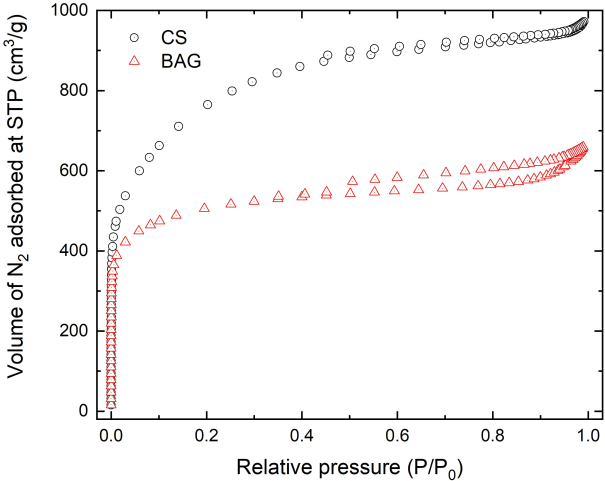 1000
800
600
400
200
0
Volume of N₂ adsorbed at STP (cm³/g)
CS
BAG
0.0 0.2 0.4 0.6 0.8 1.0
Relative pressure (P/P₀)